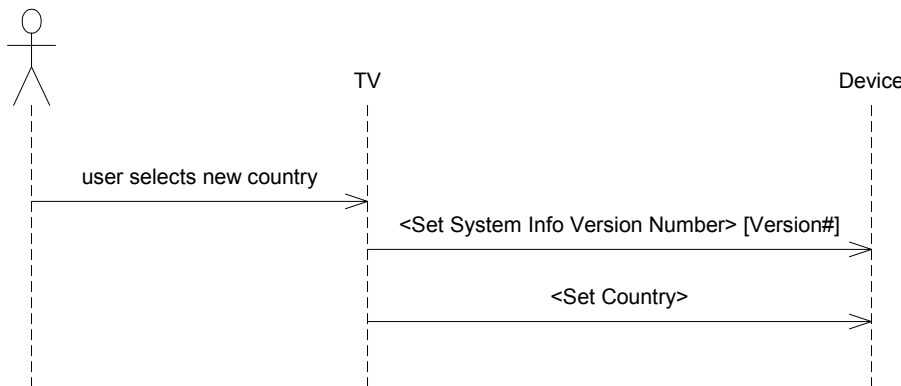 TV
Device
user selects new country
<Set System Info Version Number> [Version#]
<Set Country>